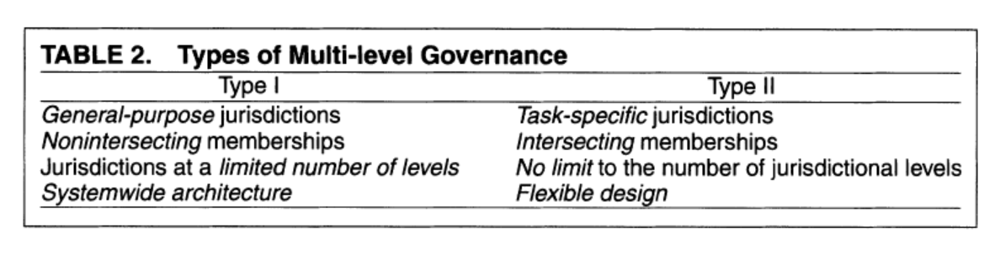 TABLE 2. Types of Multi-level Governance
Type I Type II
General-purpose jurisdictions Task-specific jurisdictions
Nonintersecting memberships Intersecting memberships
Jurisdictions at a limited number of levels No limit to the number of jurisdictional levels
Systemwide architecture Flexible design